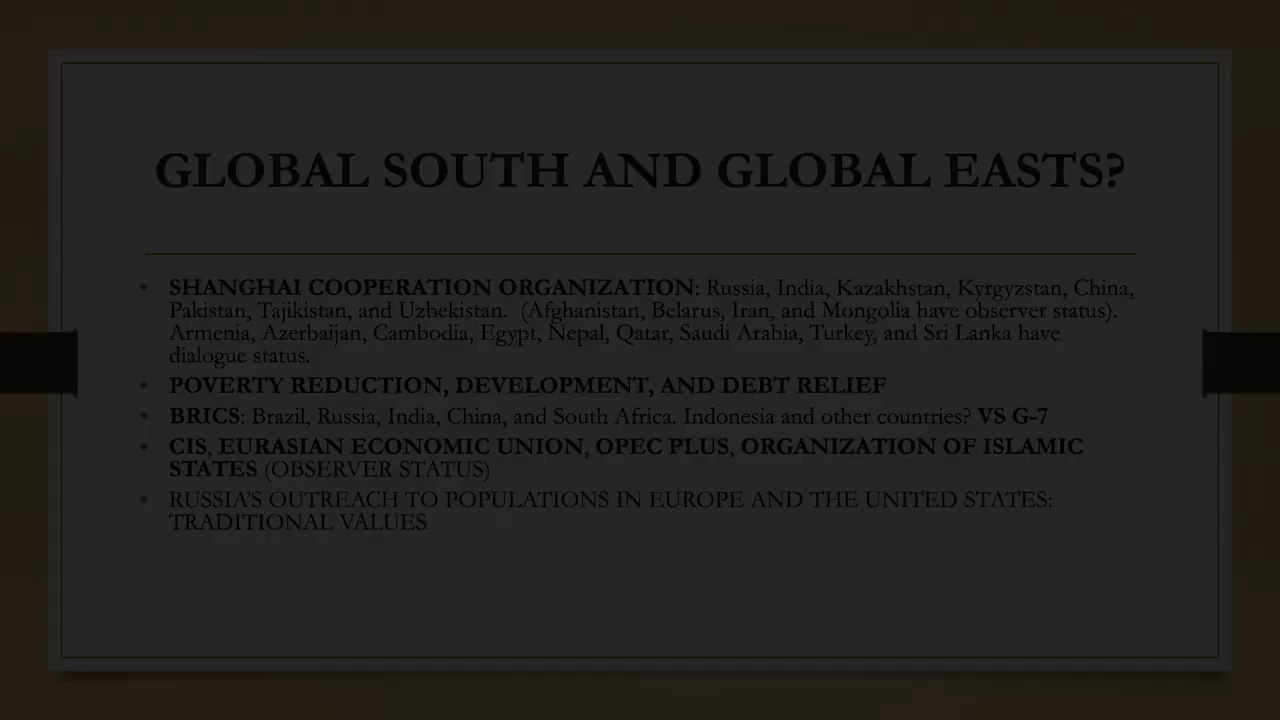 GLOBAL SOUTH AND GLOBAL EASTS?
• SHANGHAI COOPERATION ORGANIZATION: Russia, India, Kazakhstan, Kyrgyzstan, China,
Pakistan, Tajikistan, and Uzbekistan.  (Afghanistan, Belarus, Iran, and Mongolia have observer status).
Armenia, Azerbaijan, Cambodia, Egypt, Nepal, Qatar, Saudi Arabia, Turkey, and Sri Lanka have
dialogue status.
• POVERTY REDUCTION, DEVELOPMENT, AND DEBT RELIEF
• BRICS: Brazil, Russia, India, China, and South Africa. Indonesia and other countries? VS G-7
• CIS, EURASIAN ECONOMIC UNION, OPEC PLUS, ORGANIZATION OF ISLAMIC
STATES (OBSERVER STATUS)
• RUSSIA'S OUTREACH TO POPULATIONS IN EUROPE AND THE UNITED STATES:
TRADITIONAL VALUES